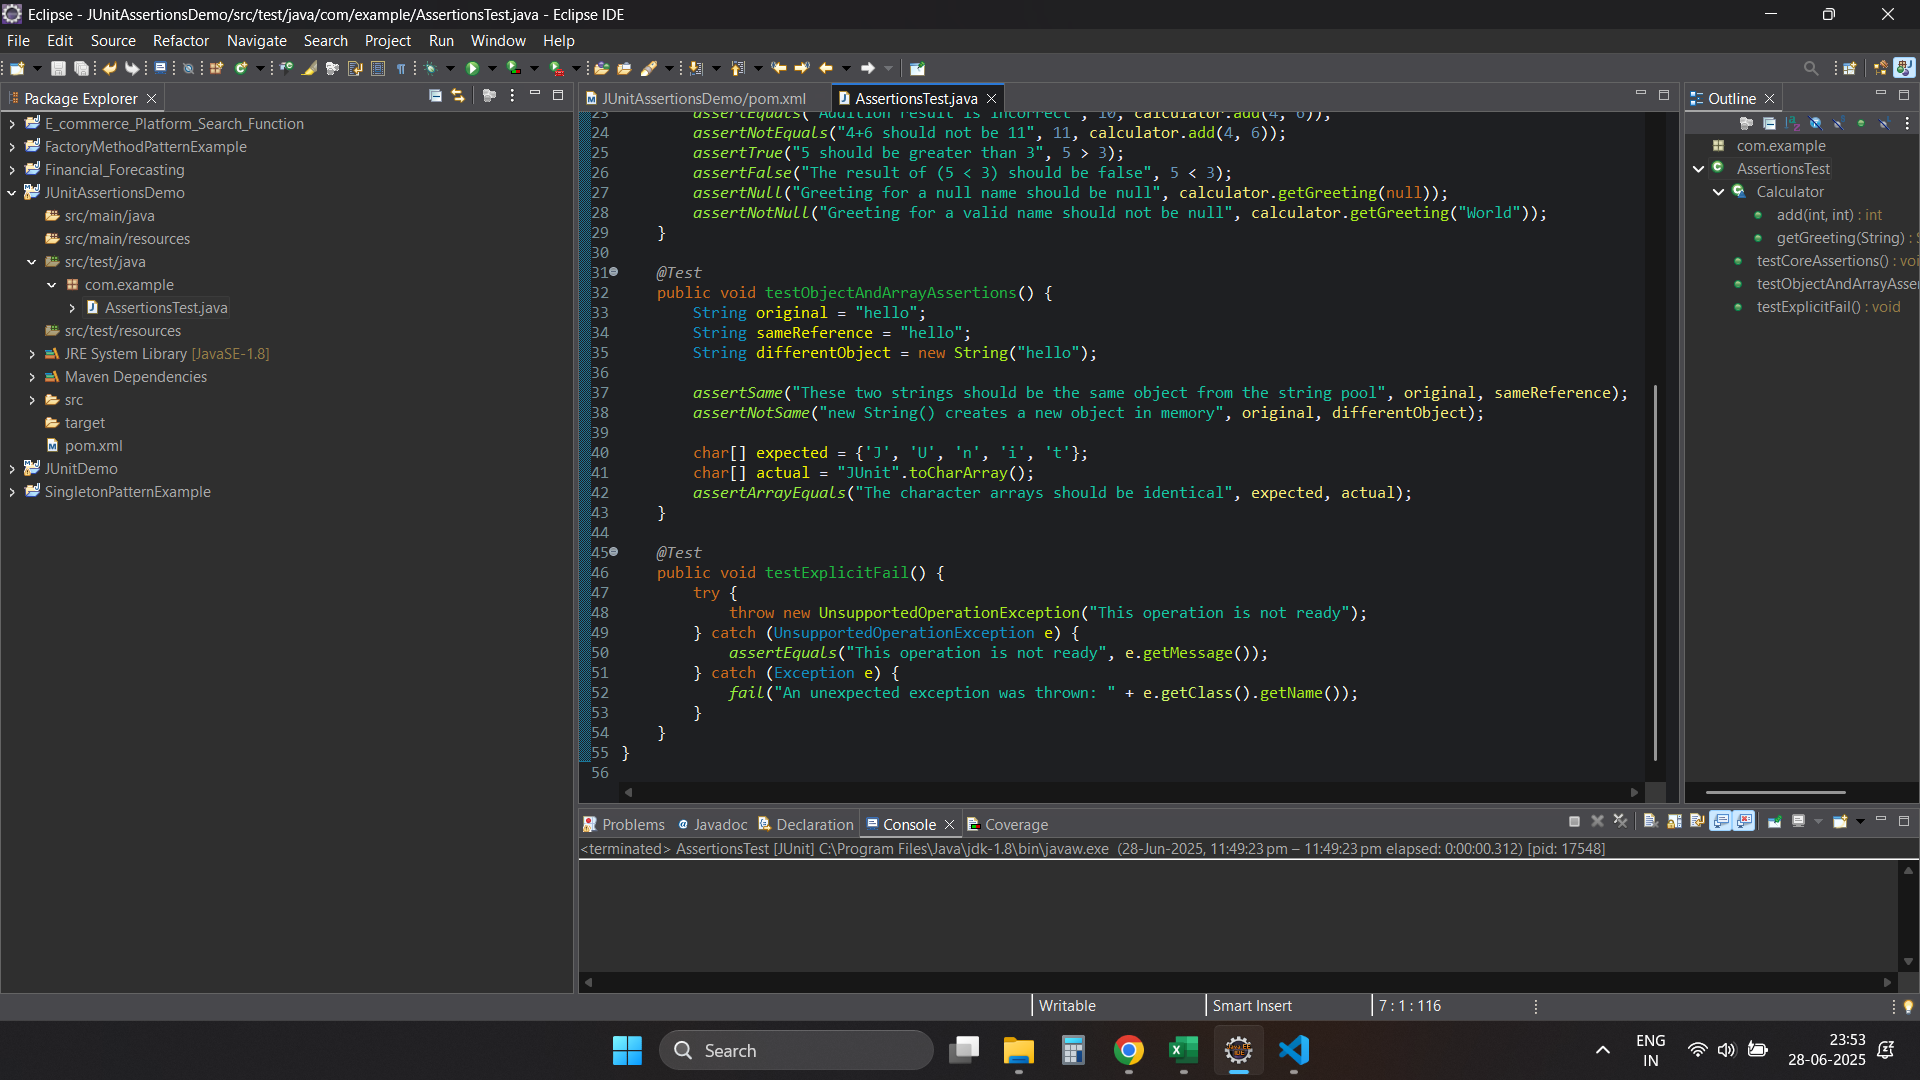 Eclipse - JUnitAssertionsDemo/src/test/java/com/example/AssertionsTest.java - Eclipse IDE
File Edit Source Refactor Navigate Search Project Run Window Help
Package Explorer
E_commerce_Platform_Search_Function
FactoryMethodPatternExample
Financial_Forecasting
JUnitAssertionsDemo
src/main/java
src/main/resources
src/test/java
com.example
AssertionsTest.java
src/test/resources
JRE System Library [JavaSE-1.8]
Maven Dependencies
src
target
pom.xml
JUnitDemo
SingletonPatternExample
JUnitAssertionsDemo/pom.xml AssertionsTest.java
23 assertEquals("Addition result is incorrect", 10, calculator.add(4, 6));
24 assertNotEquals("4+6 should not be 11", 11, calculator.add(4, 6));
25 assertTrue("5 should be greater than 3", 5 > 3);
26 assertFalse("The result of (5 < 3) should be false", 5 < 3);
27 assertNull("Greeting for a null name should be null", calculator.getGreeting(null));
28 assertNotNull("Greeting for a valid name should not be null", calculator.getGreeting("World"));
29 }
30
31 @Test
32 public void testObjectAndArrayAssertions() {
33 String original = "hello";
34 String sameReference = "hello";
35 String differentObject = new String("hello");
36
37 assertSame("These two strings should be the same object from the string pool", original, sameReference);
38 assertNotSame("new String() creates a new object in memory", original, differentObject);
39
40 char[] expected = {'J', 'U', 'n', 'i', 't'};
41 char[] actual = "JUnit".toCharArray();
42 assertArrayEquals("The character arrays should be identical", expected, actual);
43 }
44
45 @Test
46 public void testExplicitFail() {
47 try {
48 throw new UnsupportedOperationException("This operation is not ready");
49 } catch (UnsupportedOperationException e) {
50 assertEquals("This operation is not ready", e.getMessage());
51 } catch (Exception e) {
52 fail("An unexpected exception was thrown: " + e.getClass().getName());
53 }
54 }
55 }
56
Outline
com.example
AssertionsTest
Calculator
add(int, int) : int
getGreeting(String) :
testCoreAssertions() : voi
testObjectAndArrayAsser
testExplicitFail() : void
Problems Javadoc Declaration Console Coverage
<terminated> AssertionsTest [JUnit] C:\Program Files\Java\jdk-1.8\bin\javaw.exe (28-Jun-2025, 11:49:23 pm – 11:49:23 pm elapsed: 0:00:00.312) [pid: 17548]
Writable Smart Insert 7 : 1 : 116
Search
ENG
IN
23:53
28-06-2025